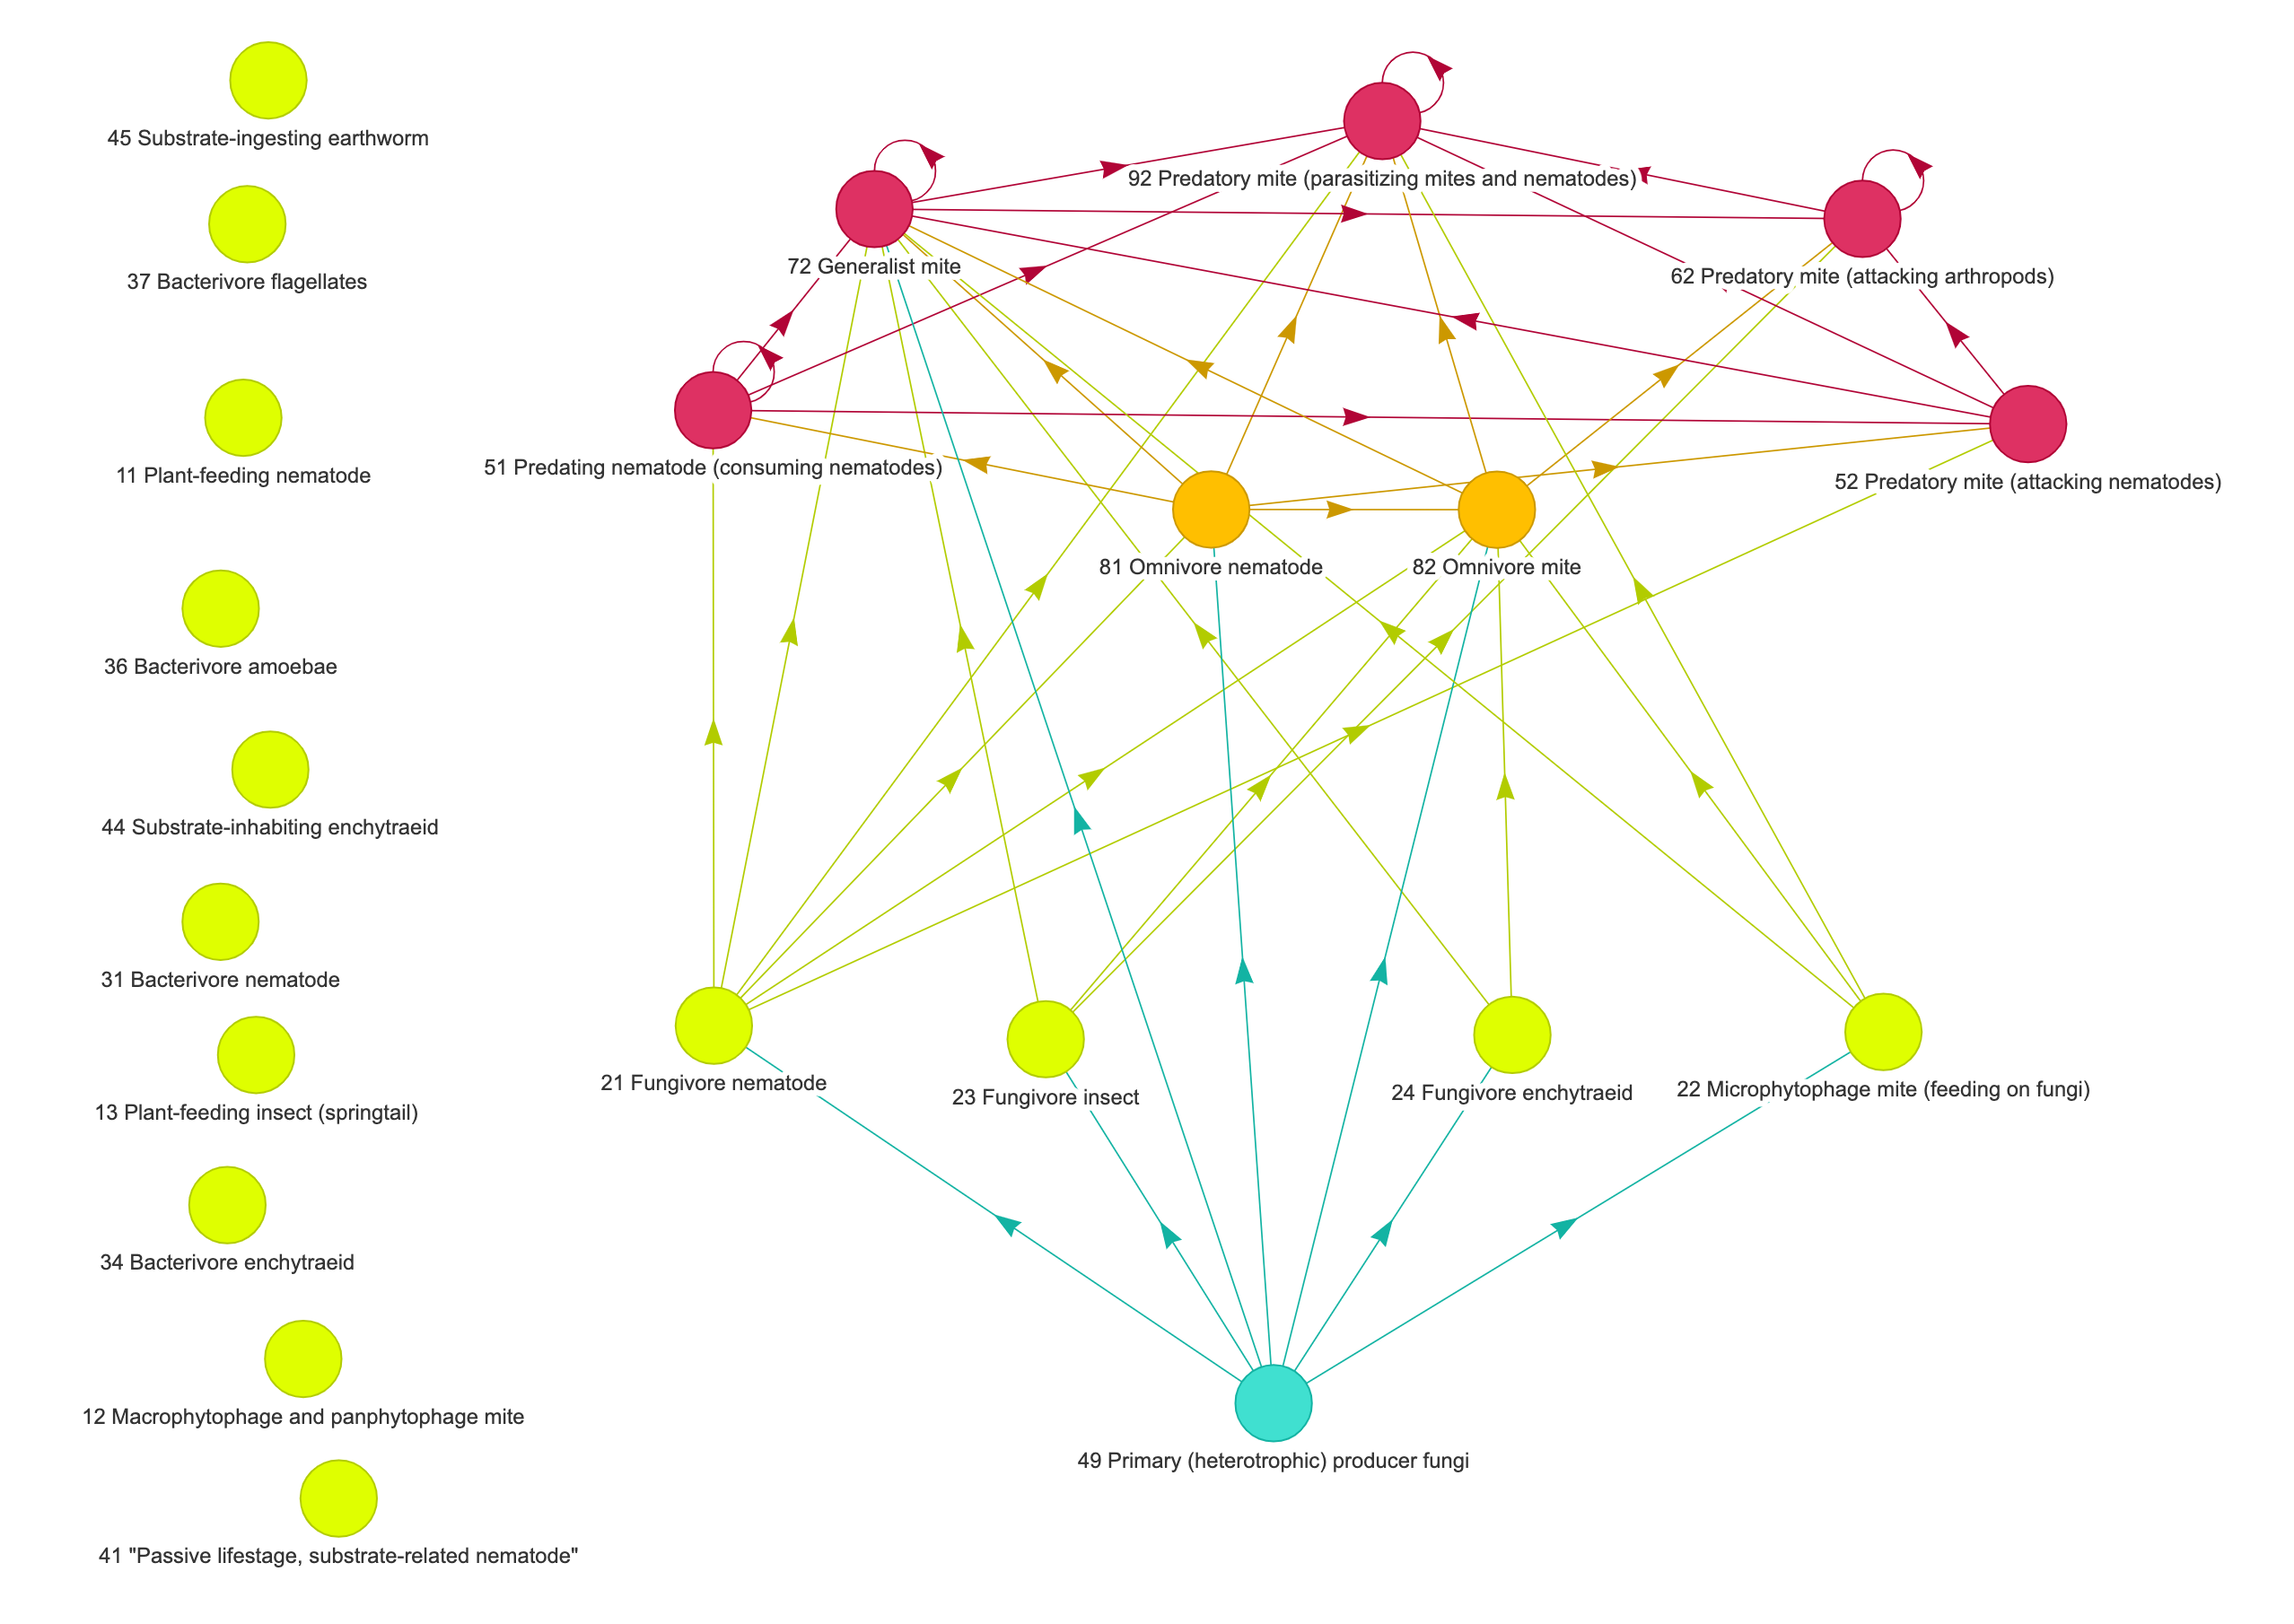 45 Substrate-ingesting earthworm
92 Predatory mite (parasitizing mites and nematodes)
72 Generalist mite
62 Predatory mite (attacking arthropods)
37 Bacterivore flagellates
51 Predating nematode (consuming nematodes)
11 Plant-feeding nematode
52 Predatory mite (attacking nematodes)
81 Omnivore nematode
82 Omnivore mite
36 Bacterivore amoebae
44 Substrate-inhabiting enchytraeid
31 Bacterivore nematode
21 Fungivore nematode
23 Fungivore insect
24 Fungivore enchytraeid
22 Microphytophage mite (feeding on fungi)
13 Plant-feeding insect (springtail)
34 Bacterivore enchytraeid
12 Macrophytophage and panphytophage mite
49 Primary (heterotrophic) producer fungi
41 "Passive lifestage, substrate-related nematode"